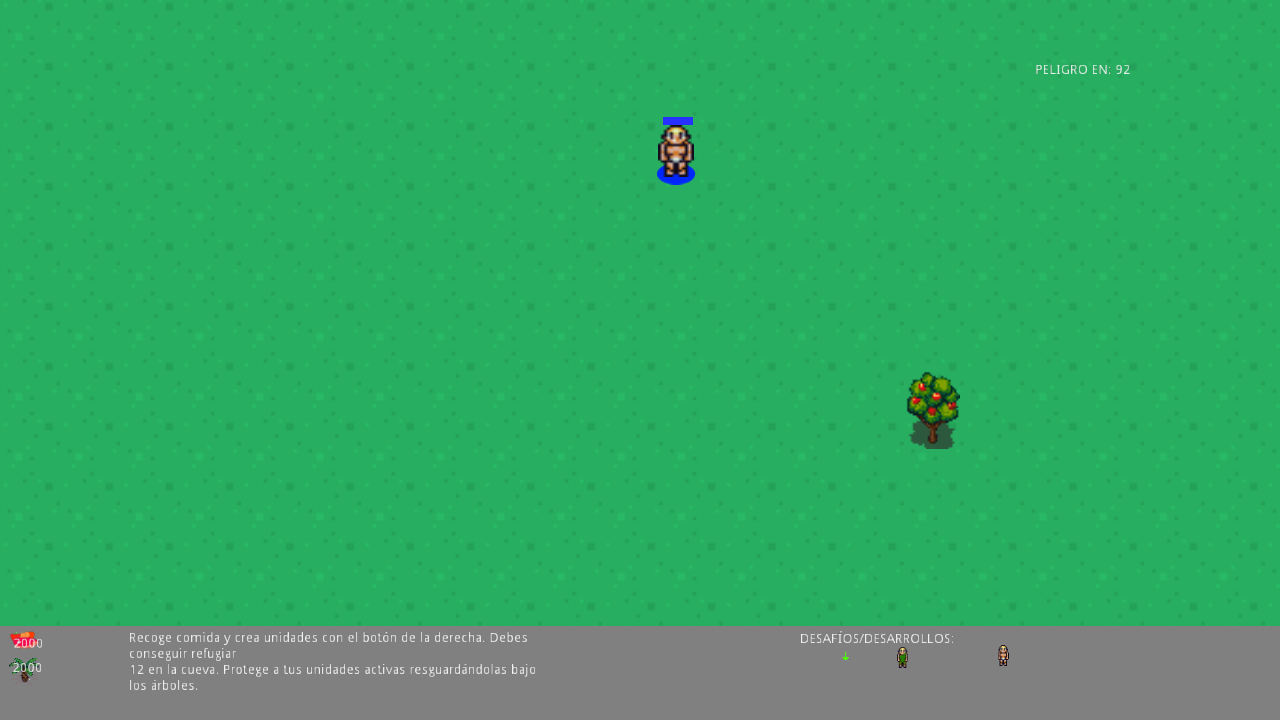 PELIGRO EN: 92
2000
2000
Recoge comida y crea unidades con el botón de la derecha. Debes
conseguir refugiar
12 en la cueva. Protege a tus unidades activas resguardándolas bajo
los árboles.
DESAFÍOS/DESARROLLOS: